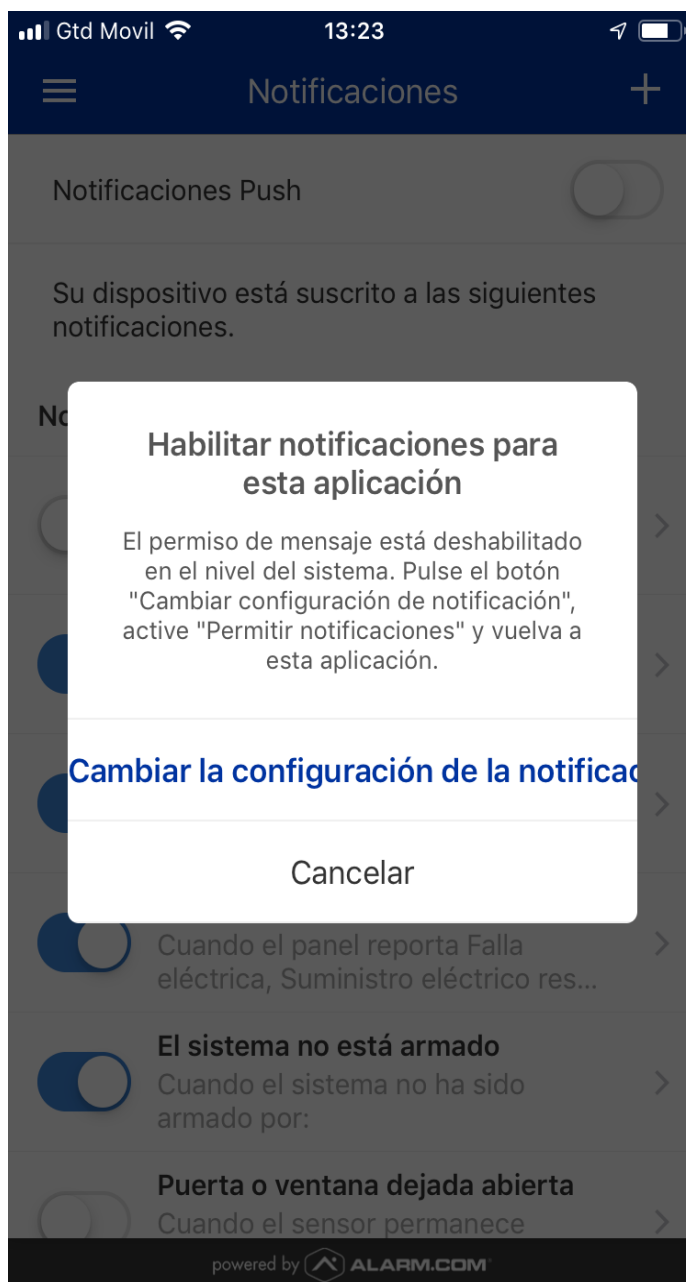 Gtd Movil 13:23
Notificaciones
Notificaciones Push
Su dispositivo está suscrito a las siguientes
notificaciones.
Habilitar notificaciones para
esta aplicación
El permiso de mensaje está deshabilitado
en el nivel del sistema. Pulse el botón
"Cambiar configuración de notificación",
active "Permitir notificaciones" y vuelva a
esta aplicación.
Cambiar la configuración de la notificac
Cancelar
Cuando el panel reporta Falla
eléctrica, Suministro eléctrico res...
El sistema no está armado
Cuando el sistema no ha sido
armado por:
Puerta o ventana dejada abierta
Cuando el sensor permanece
powered by ALARM.COM